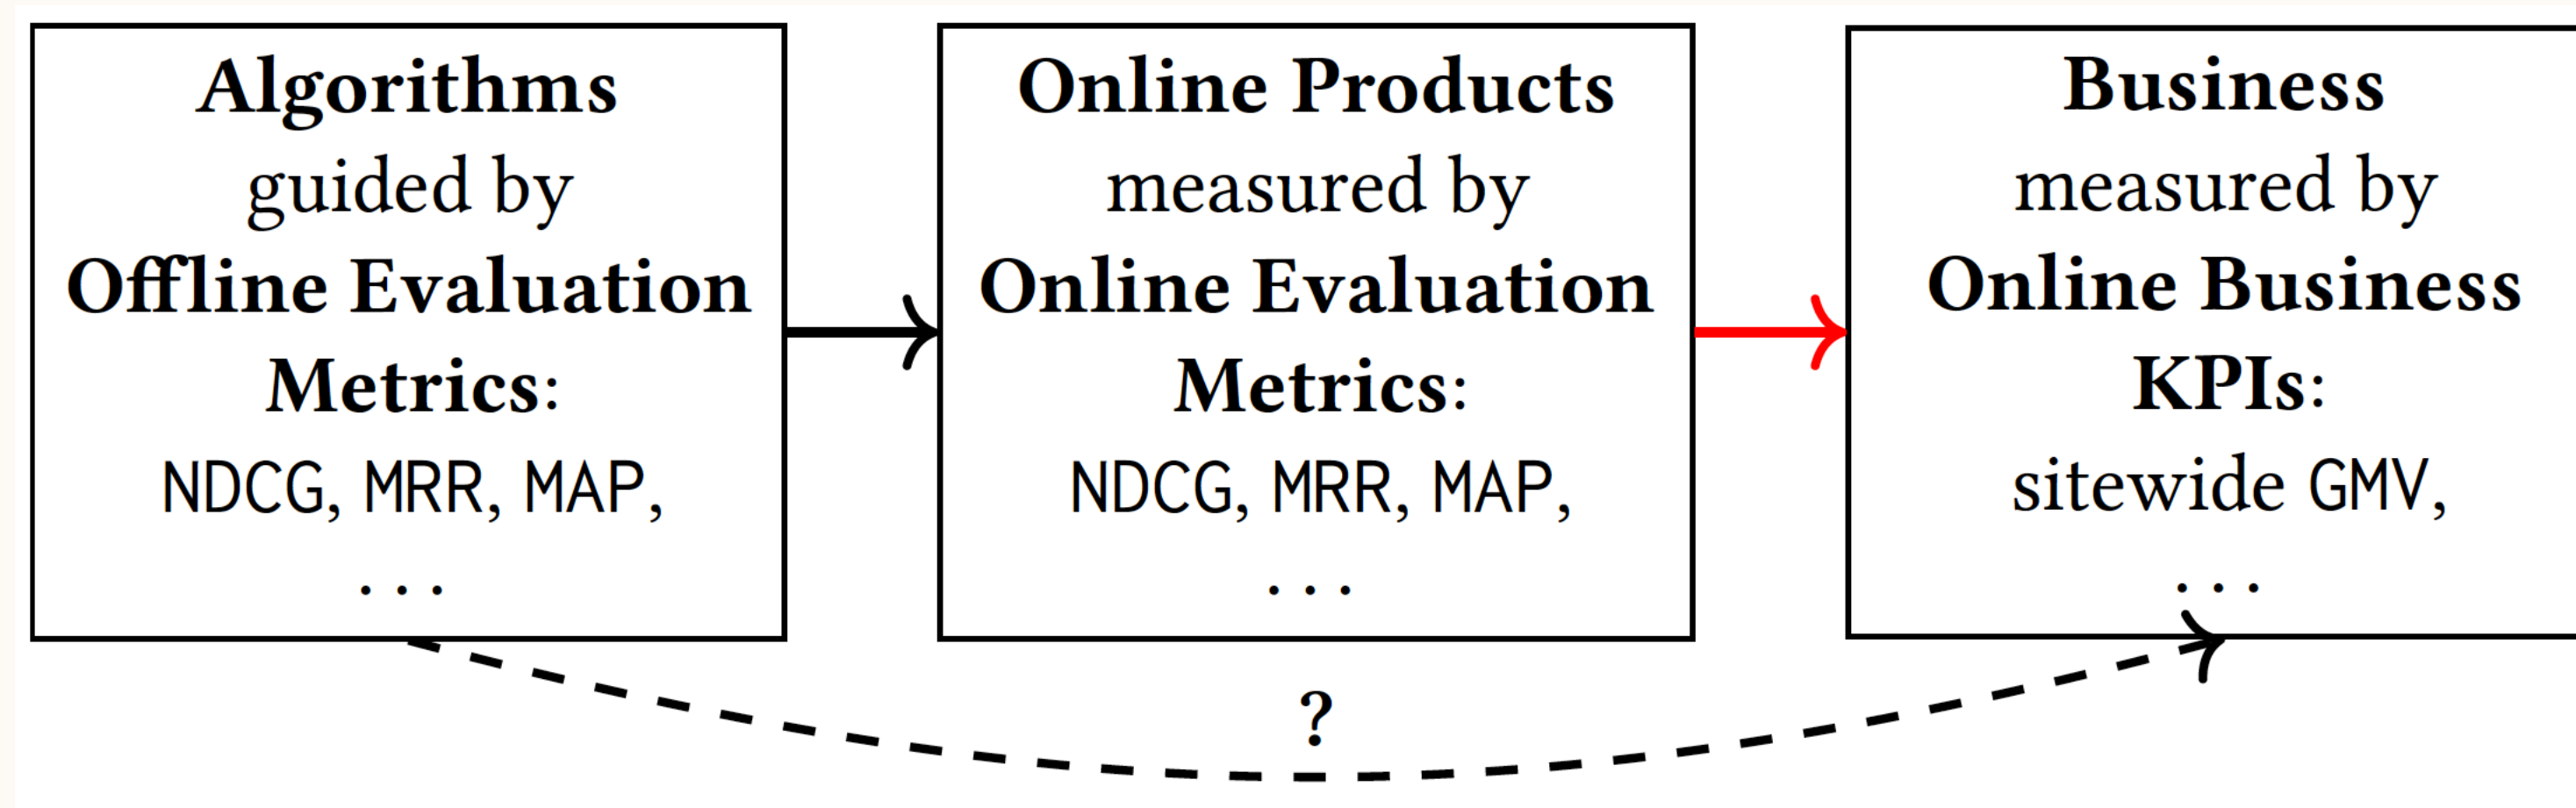 Algorithms
guided by
Offline Evaluation
Metrics:
NDCG, MRR, MAP,
...
Online Products
measured by
Online Evaluation
Metrics:
NDCG, MRR, MAP,
...
Business
measured by
Online Business
KPIs:
sitewide GMV,
...
?